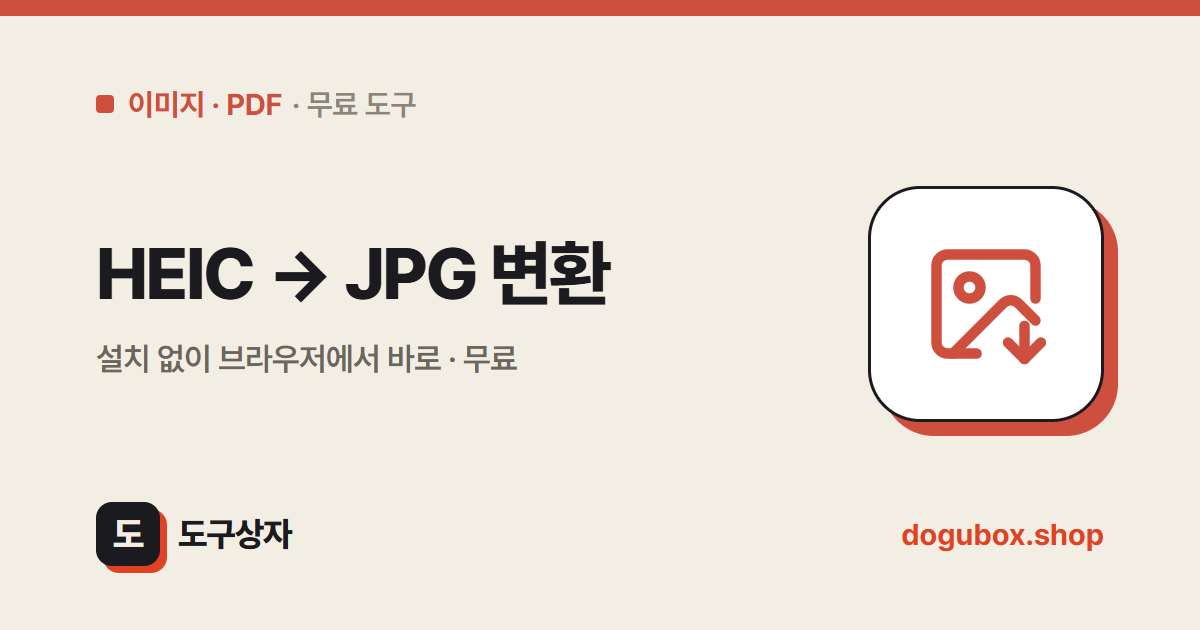 이미지 · PDF · 무료 도구
HEIC → JPG 변환
설치 없이 브라우저에서 바로 · 무료
도 도구상자
dogubox.shop